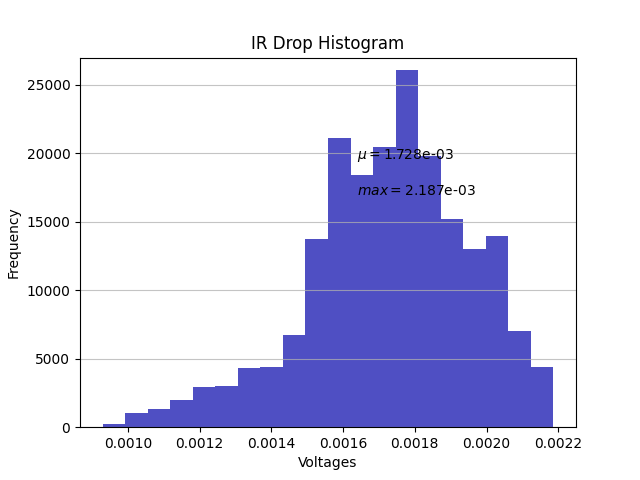 IR Drop Histogram
25000
20000
15000
10000
5000
0
Frequency
μ = 1.728e-03
max = 2.187e-03
0.0010 0.0012 0.0014 0.0016 0.0018 0.0020 0.0022
Voltages